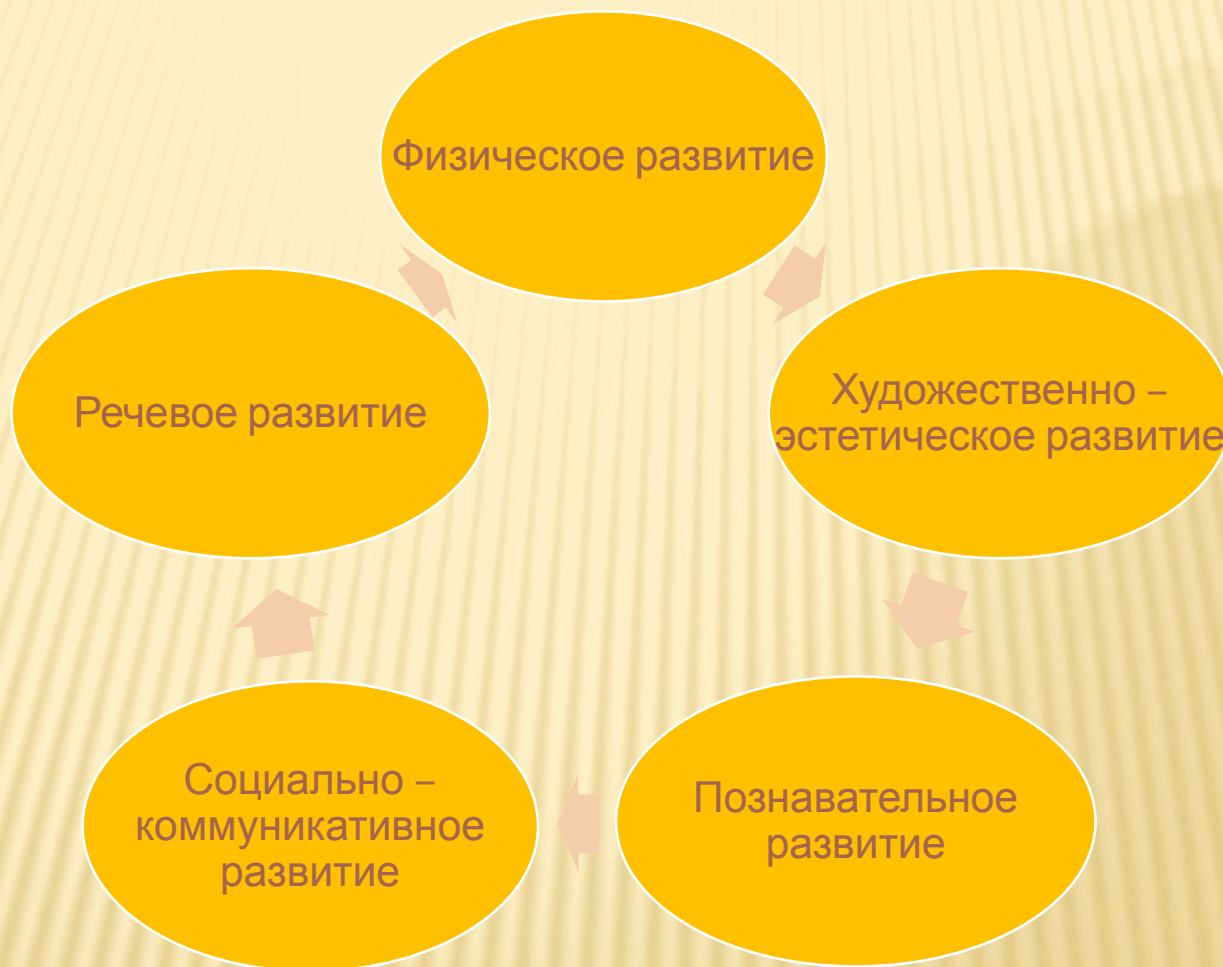 Физическое развитие
Речевое развитие
Художественно –
эстетическое развитие
Социально –
коммуникативное
развитие
Познавательное
развитие